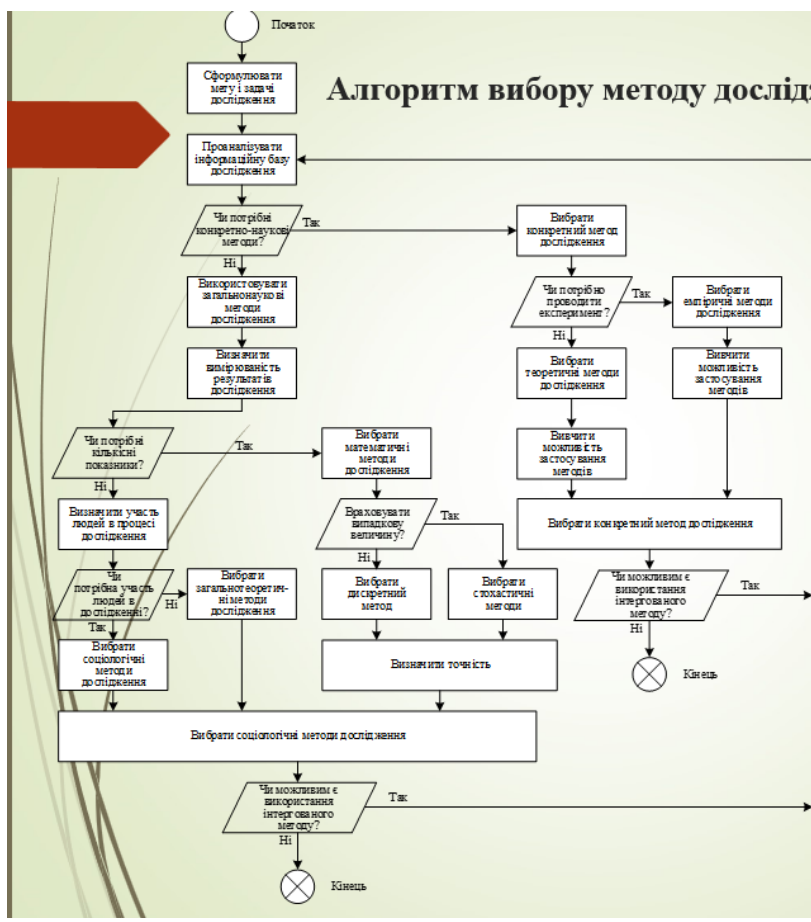 Початок
Сформулювати
мету і задачі
дослідження
Алгоритм вибору методу дослід
Проаналізувати
інформаційну базу
дослідження
Чи потрібні
конкретно-наукові
методи?
Так
Ні
Вибрати
конкретний метод
дослідження
Використовувати
загальнонаукові
методи
дослідження
Чи потрібно
проводити
експеримент?
Так
Ні
Вибрати
емпіричні методи
дослідження
Визначити
вимірюваність
результатів
дослідження
Вибрати
теоретичні методи
дослідження
Вивчити
можливість
застосування
методів
Чи потрібні
кількісні
показники?
Так
Ні
Вибрати
математичні
методи
дослідження
Вивчити
можливість
застосування
методів
Визначити участь
людей в процесі
дослідження
Враховувати
випадкову
величину?
Так
Ні
Вибрати конкретний метод дослідження
Чи
потрібна участь
людей в
дослідженні?
Ні
Так
Вибрати
загальнотеоретич-
ні методи
дослідження
Вибрати
дискретний
метод
Вибрати
стохастичні
методи
Чи можливим є
використання
інтергованого
методу?
Так
Ні
Вибрати
соціологічні
методи
дослідження
Визначити точність
Кінець
Вибрати соціологічні методи дослідження
Чи можливим є
використання
інтергованого
методу?
Так
Ні
Кінець